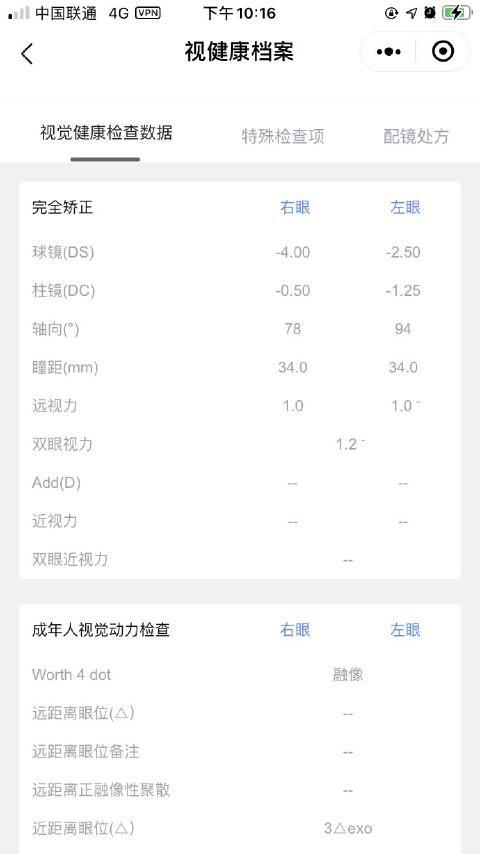 中国联通 4G VPN 下午10:16
视健康档案
视觉健康检查数据 特殊检查项 配镜处方
完全矫正 右眼 左眼
球镜(DS) -4.00 -2.50
柱镜(DC) -0.50 -1.25
轴向(°) 78 94
瞳距(mm) 34.0 34.0
远视力 1.0 1.0 ⁻
双眼视力 1.2 ⁻
Add(D) -- --
近视力 -- --
双眼近视力 --
成年人视觉动力检查 右眼 左眼
Worth 4 dot 融像
远距离眼位(△) --
远距离眼位备注 --
远距离正融像性聚散 --
近距离眼位(△) 3△exo